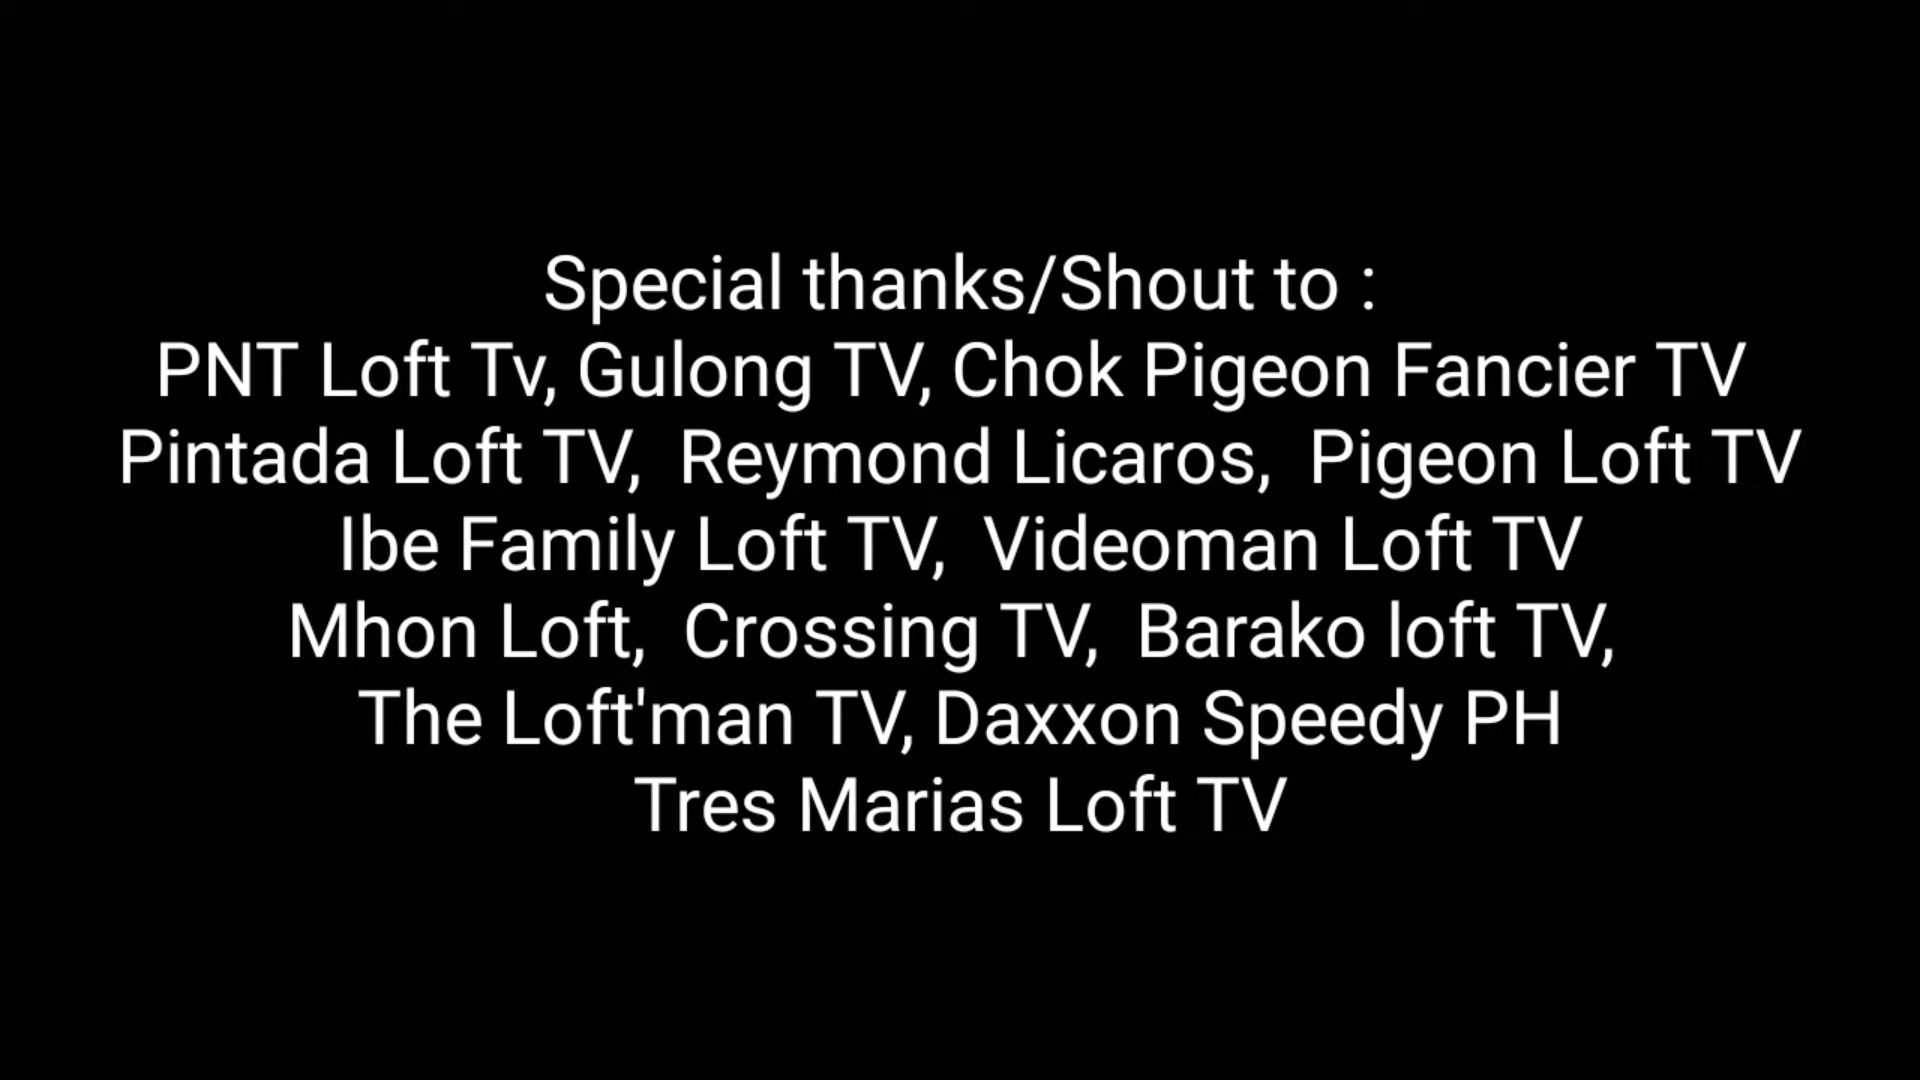 Special thanks/Shout to :
PNT Loft Tv, Gulong TV, Chok Pigeon Fancier TV
Pintada Loft TV,  Reymond Licaros,  Pigeon Loft TV
Ibe Family Loft TV,  Videoman Loft TV
Mhon Loft,  Crossing TV,  Barako loft TV,
The Loft'man TV, Daxxon Speedy PH
Tres Marias Loft TV